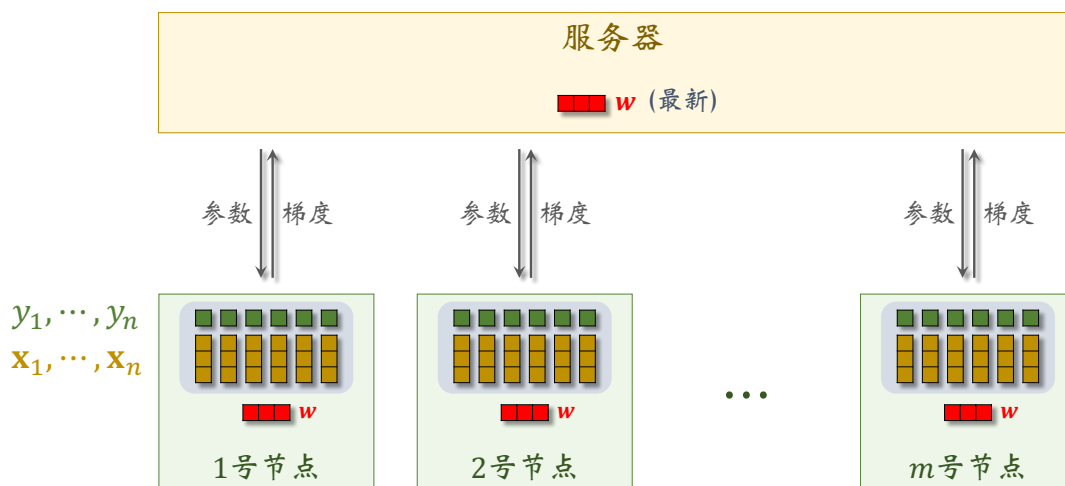 服务器
w (最新)
参数 梯度 参数 梯度 参数 梯度
y₁, ⋯, yₙ
x₁, ⋯, xₙ
...
w w w
1号节点 2号节点 m号节点